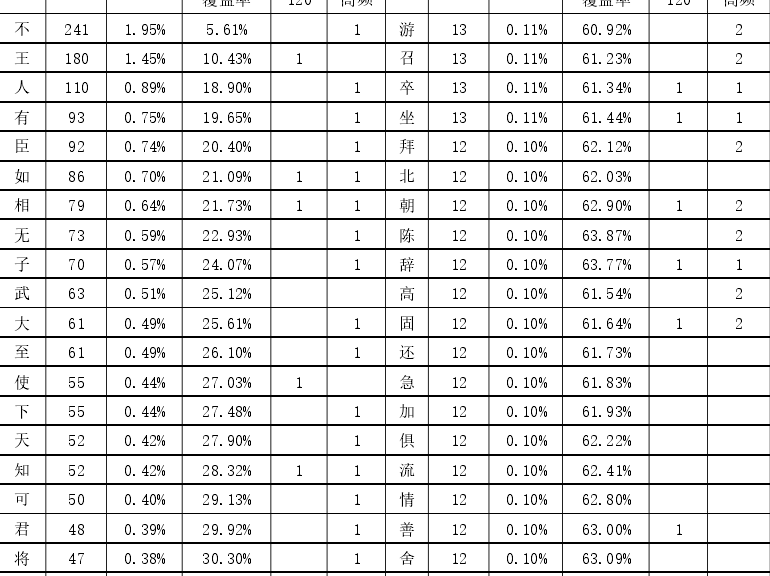 覆盖率 120 高频 覆盖率 120 高频
不 241 1.95% 5.61% 1 游 13 0.11% 60.92% 2
王 180 1.45% 10.43% 1 召 13 0.11% 61.23% 2
人 110 0.89% 18.90% 1 卒 13 0.11% 61.34% 1 1
有 93 0.75% 19.65% 1 坐 13 0.11% 61.44% 1 1
臣 92 0.74% 20.40% 1 拜 12 0.10% 62.12% 2
如 86 0.70% 21.09% 1 1 北 12 0.10% 62.03%
相 79 0.64% 21.73% 1 1 朝 12 0.10% 62.90% 1 2
无 73 0.59% 22.93% 1 陈 12 0.10% 63.87% 2
子 70 0.57% 24.07% 1 辞 12 0.10% 63.77% 1 1
武 63 0.51% 25.12% 高 12 0.10% 61.54% 2
大 61 0.49% 25.61% 1 固 12 0.10% 61.64% 1 2
至 61 0.49% 26.10% 1 还 12 0.10% 61.73%
使 55 0.44% 27.03% 1 急 12 0.10% 61.83%
下 55 0.44% 27.48% 1 加 12 0.10% 61.93%
天 52 0.42% 27.90% 1 俱 12 0.10% 62.22%
知 52 0.42% 28.32% 1 1 流 12 0.10% 62.41%
可 50 0.40% 29.13% 1 情 12 0.10% 62.80%
君 48 0.39% 29.92% 1 善 12 0.10% 63.00% 1
将 47 0.38% 30.30% 1 舍 12 0.10% 63.09%